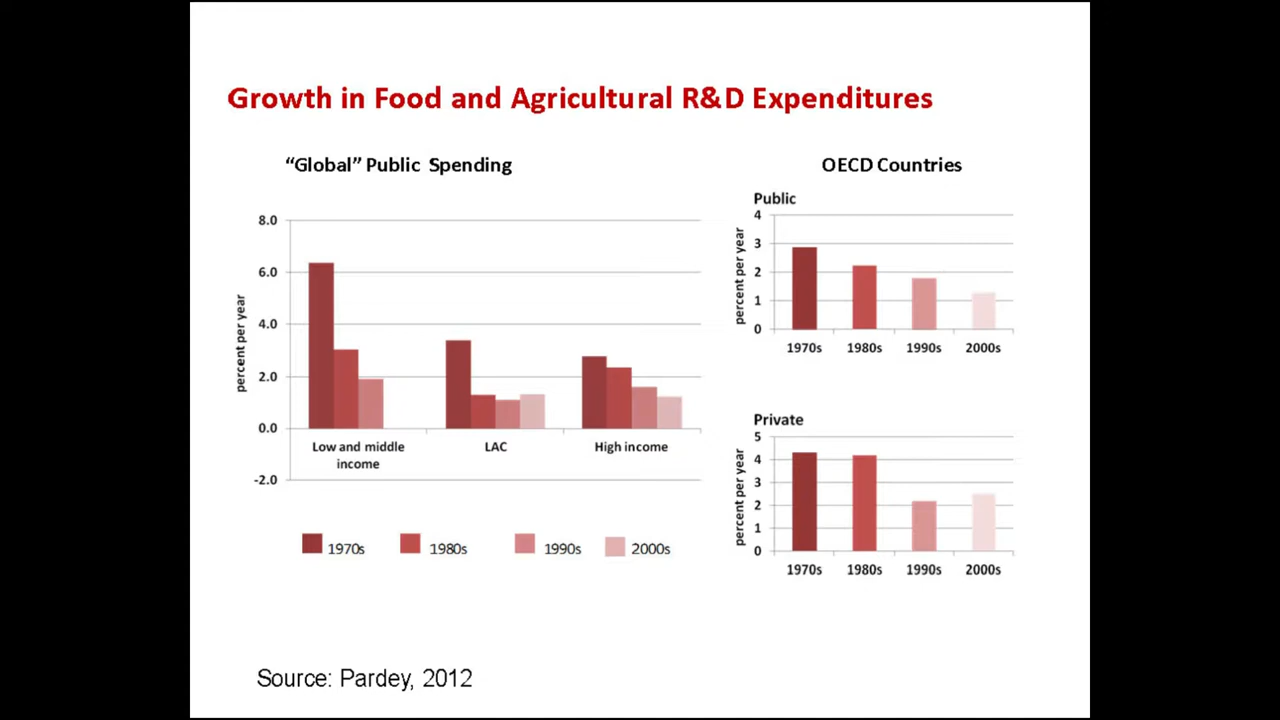 Growth in Food and Agricultural R&D Expenditures
“Global” Public Spending
percent per year
8.0
6.0
4.0
2.0
0.0
-2.0
Low and middle
income
LAC
High income
1970s 1980s 1990s 2000s
OECD Countries
Public
percent per year
4
3
2
1
0
1970s 1980s 1990s 2000s
Private
percent per year
5
4
3
2
1
0
1970s 1980s 1990s 2000s
Source: Pardey, 2012